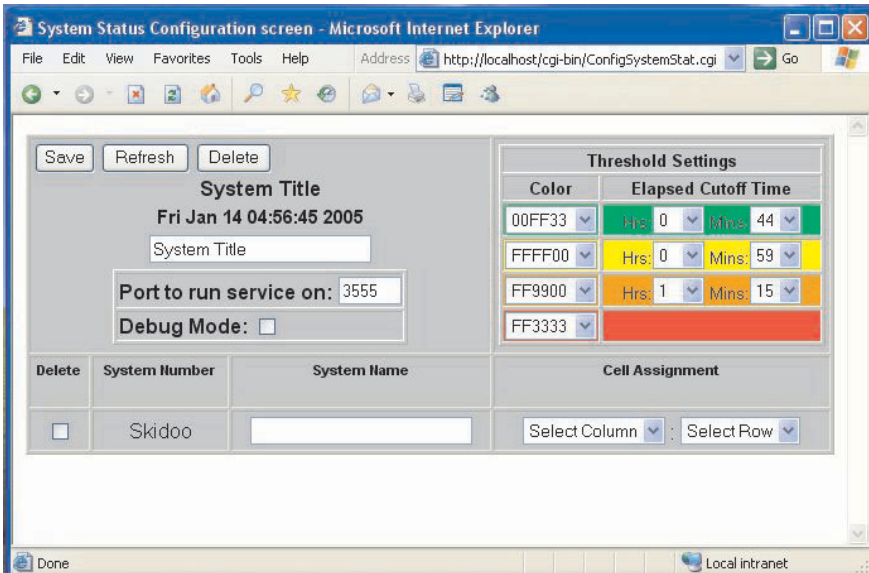 System Status Configuration screen - Microsoft Internet Explorer
File Edit View Favorites Tools Help Address http://localhost/cgi-bin/ConfigSystemStat.cgi Go
Save Refresh Delete
System Title
Fri Jan 14 04:56:45 2005
System Title
Port to run service on: 3555
Debug Mode:
Threshold Settings
Color Elapsed Cutoff Time
00FF33 Hrs: 0 Mins: 44
FFFF00 Hrs: 0 Mins: 59
FF9900 Hrs: 1 Mins: 15
FF3333
Delete System Number System Name Cell Assignment
Skidoo Select Column : Select Row
Done Local intranet